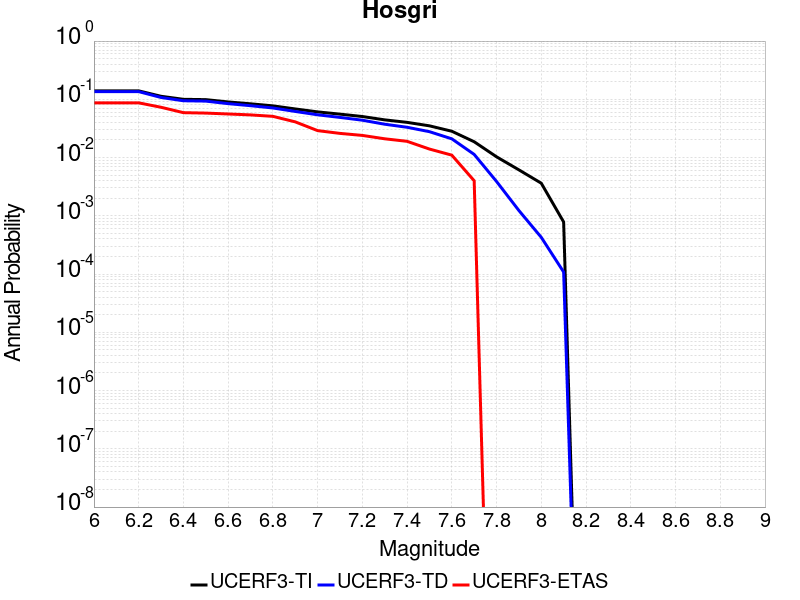 Hosgri
10^0
10^-1
10^-2
10^-3
10^-4
10^-5
10^-6
10^-7
10^-8
Annual Probability
6 6.2 6.4 6.6 6.8 7 7.2 7.4 7.6 7.8 8 8.2 8.4 8.6 8.8 9
Magnitude
UCERF3-TI UCERF3-TD UCERF3-ETAS